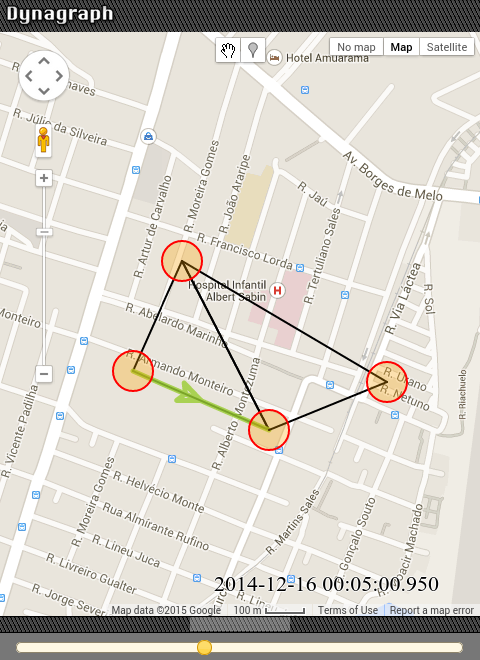 Dynagraph
No map
Map
Satellite
Hotel Amuarama
R. Júlio da Silveira
Av. Borges de Melo
R. Moreira Gomes
R. João Araripe
R. Artur de Carvalho
R. Jaú
R. Tertuliano Sales
R. Francisco Lorda
R. Via Láctea
R. Sol
Hospital Infantil
Albert Sabin
H
R. Abelardo Marinho
Monteiro
R. Armando Monteiro
R. Urano
R. Netuno
R. Riachuelo
R. Vicente Padilha
R. Alberto Montezuma
R. Moreira Gomes
R. Helvécio Monte
Rua Almirante Rufino
R. Lineu Juca
R. Livreiro Gualter
R. Jorge Sever
R. Martins Sales
Gonçalo Souto
acir Machado
R. Lin
2014-12-16 00:05:00.950
Map data ©2015 Google
100 m
Terms of Use
Report a map error